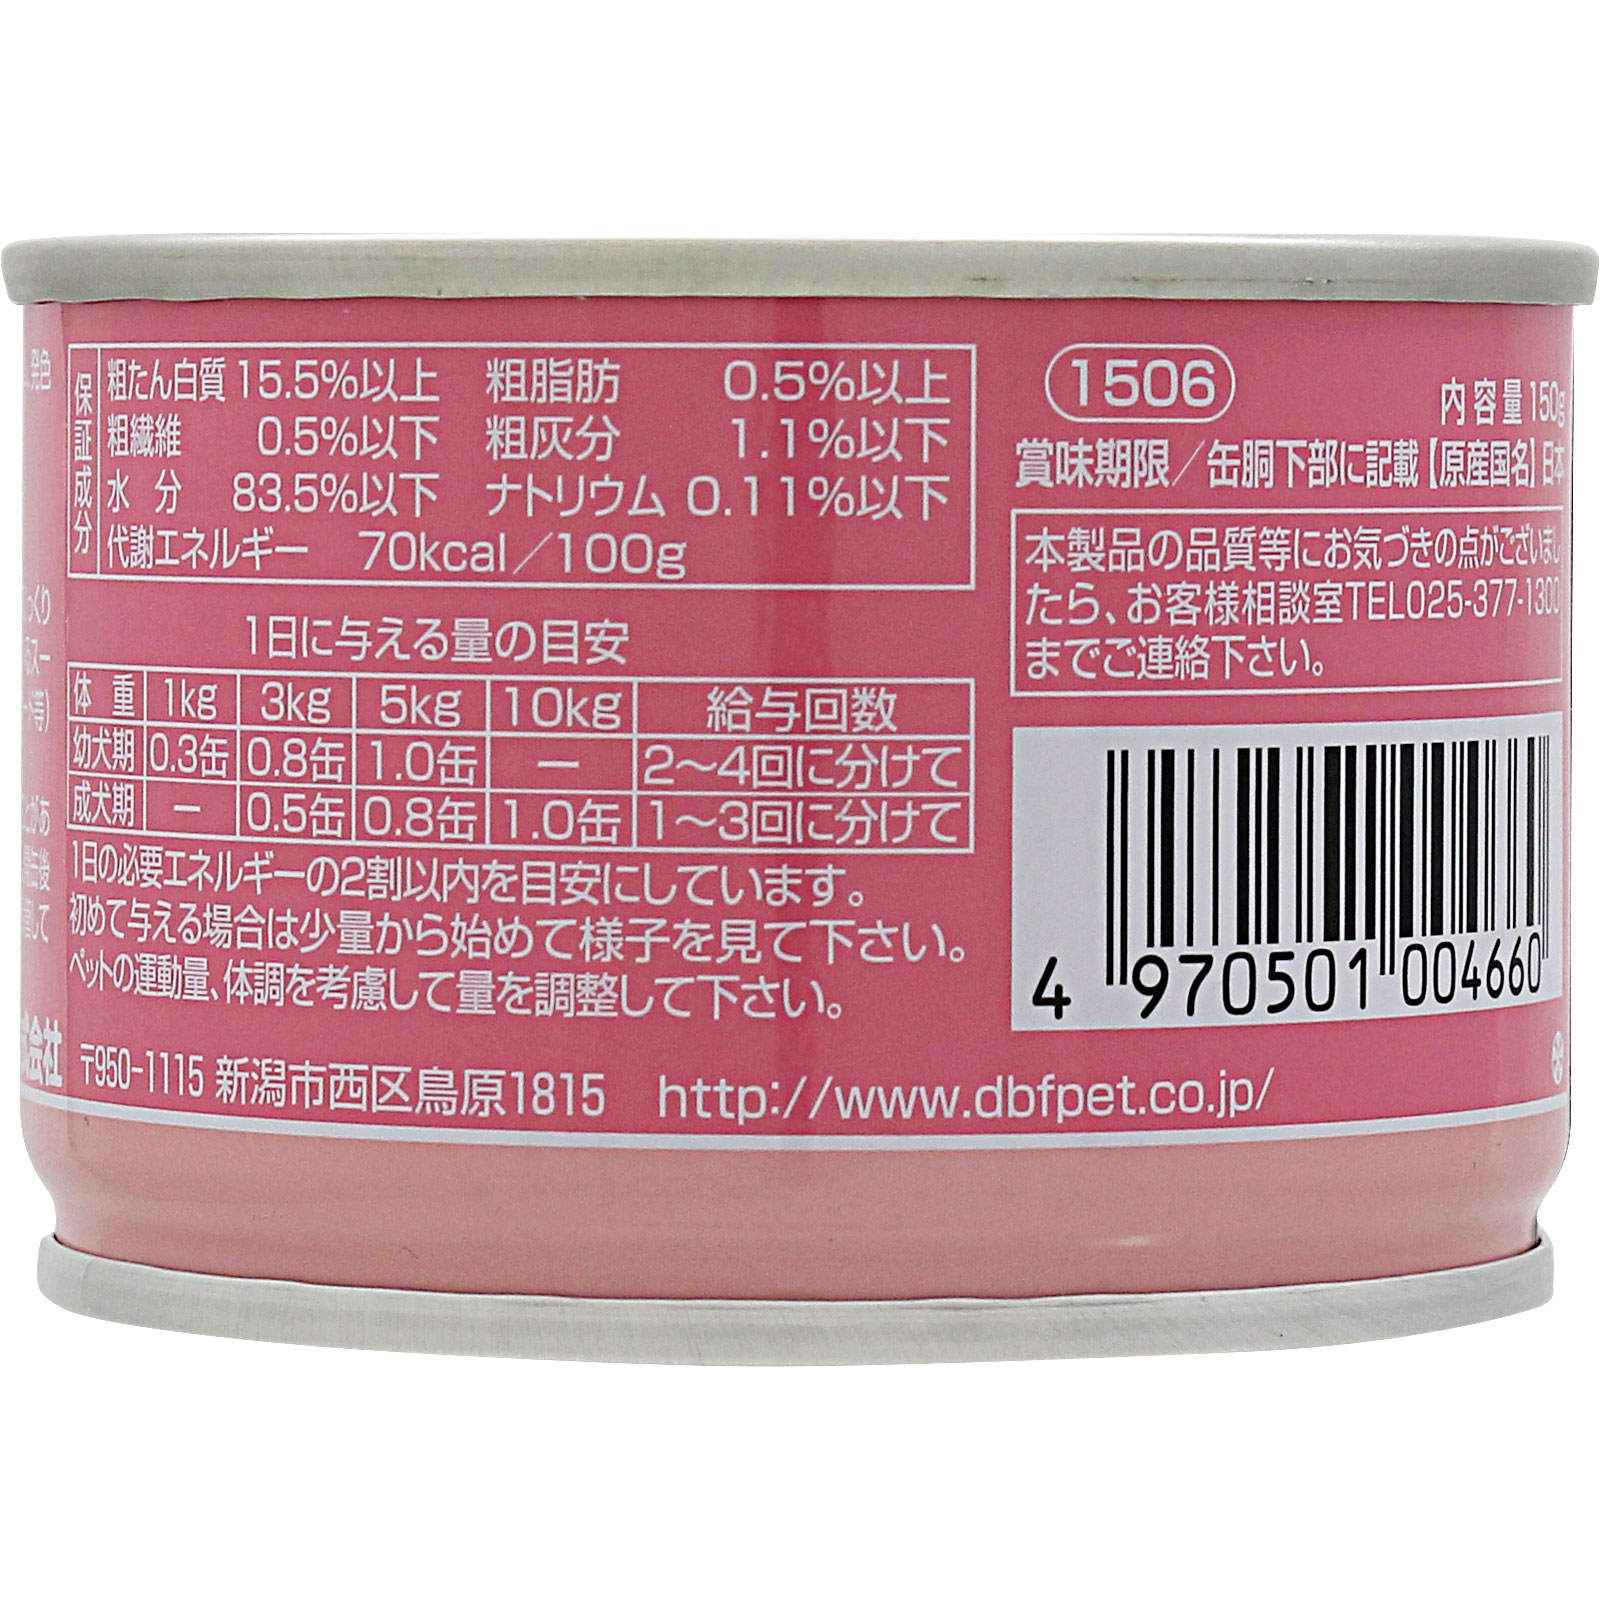 発色
保証成分
粗たん白質 15.5%以上 粗脂肪 0.5%以上
粗繊維 0.5%以下 粗灰分 1.1%以下
水分 83.5%以下 ナトリウム 0.11%以下
代謝エネルギー 70kcal/100g
1日に与える量の目安
体重 1kg 3kg 5kg 10kg 給与回数
幼犬期 0.3缶 0.8缶 1.0缶 ― 2〜4回に分けて
成犬期 ― 0.5缶 0.8缶 1.0缶 1〜3回に分けて
1日の必要エネルギーの2割以内を目安にしています。
初めて与える場合は少量から始めて様子を見て下さい。
ペットの運動量、体調を考慮して量を調整して下さい。
会社 〒950-1115 新潟市西区鳥原1815 http://www.dbfpet.co.jp/
1506
内容量 150g
賞味期限/缶胴下部に記載【原産国名】日本
本製品の品質等にお気づきの点がございまし
たら、お客様相談室TEL025-377-1300
までご連絡下さい。
4 970501 004660